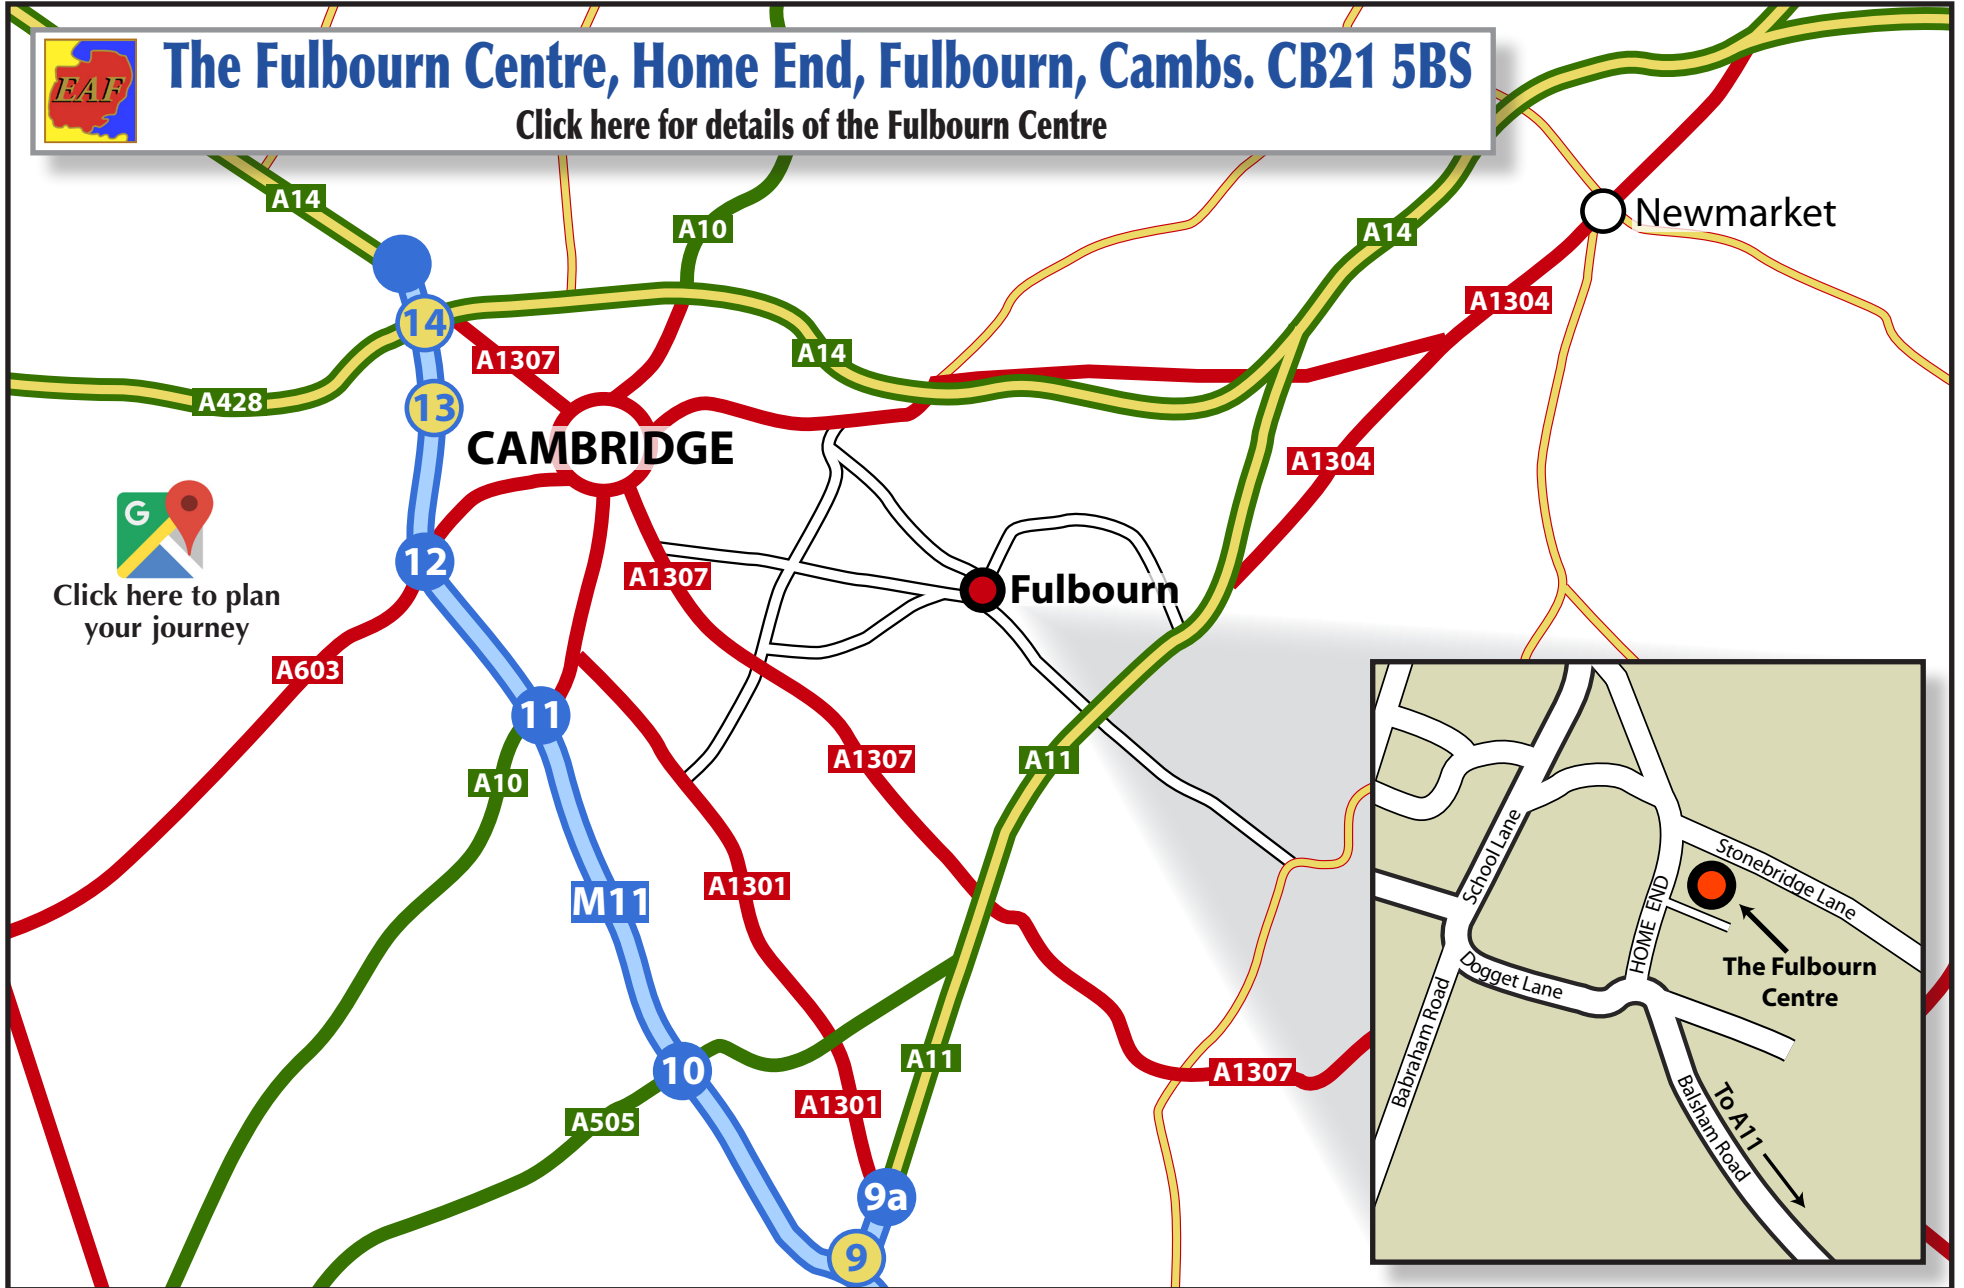 EAF
The Fulbourn Centre, Home End, Fulbourn, Cambs. CB21 5BS
Click here for details of the Fulbourn Centre
A14
A10
A14
Newmarket
A1304
14
A1307
A14
A428
13
CAMBRIDGE
A1304
G
12
A1307
Fulbourn
Click here to plan
your journey
A603
11
A10
A1307
A11
M11
A1301
10
A11
A1307
A505
A1301
9a
9
School Lane
Stonebridge Lane
HOME END
The Fulbourn
Centre
Dogget Lane
Babraham Road
Balsham Road
To A11